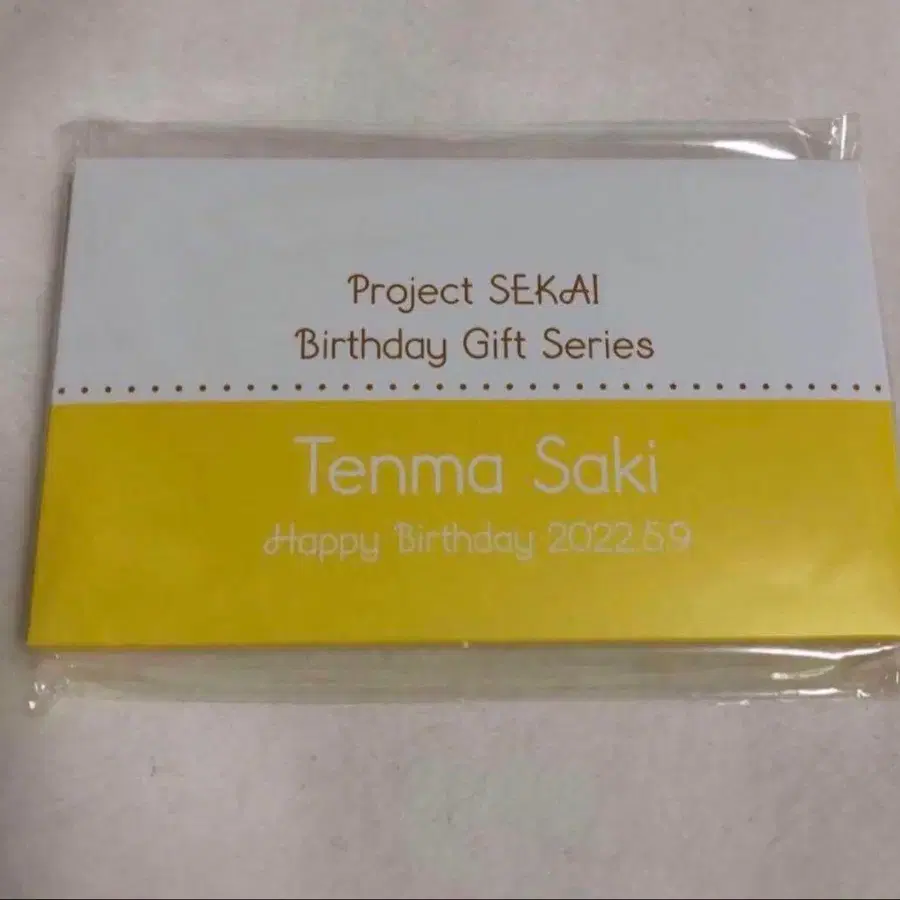 Project SEKAI
Birthday Gift Series
Tenma Saki
Happy Birthday 2022.5.9